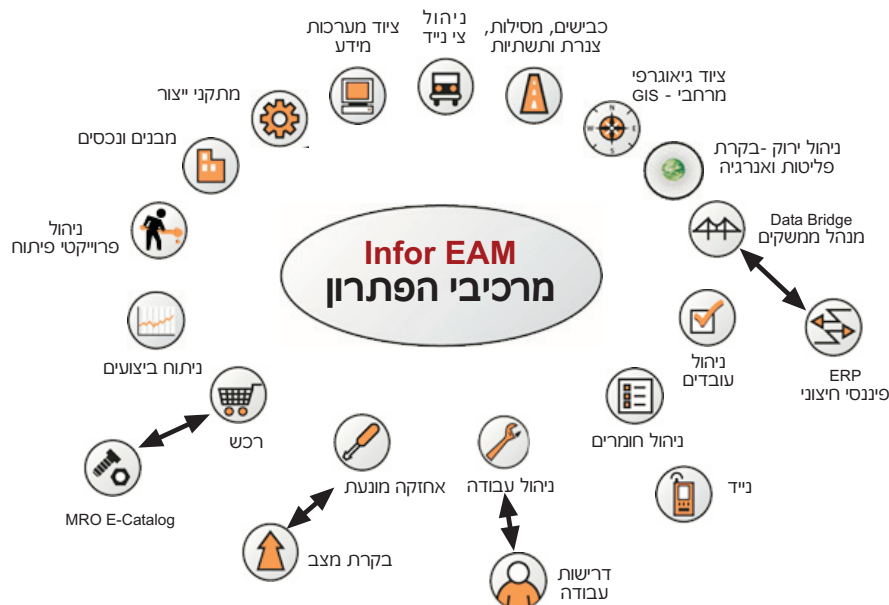 ניהול
צי נייד
כבישים, מסילות,
צנרת ותשתיות
ציוד מערכות
מידע
ציוד גיאוגרפי
מרחבי - GIS
מתקני ייצור
ניהול ירוק -בקרת
פליטות ואנרגיה
מבנים ונכסים
Data Bridge
מנהל ממשקים
ניהול
פרוייקטי פיתוח
Infor EAM
מרכיבי הפתרון
ניתוח ביצועים
ניהול
עובדים
ERP
פיננסי חיצוני
רכש
ניהול חומרים
MRO E-Catalog
אחזקה מונעת
ניהול עבודה
נייד
בקרת מצב
דרישות
עבודה
N
W
E
S